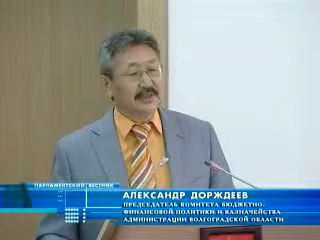 ПАРЛАМЕНТСКИЙ ВЕСТНИК
АЛЕКСАНДР ДОРЖДЕЕВ
ПРЕДСЕДАТЕЛЬ КОМИТЕТА БЮДЖЕТНО-
ФИНАНСОВОЙ ПОЛИТИКИ И КАЗНАЧЕЙСТВА
АДМИНИСТРАЦИИ ВОЛГОГРАДСКОЙ ОБЛАСТИ